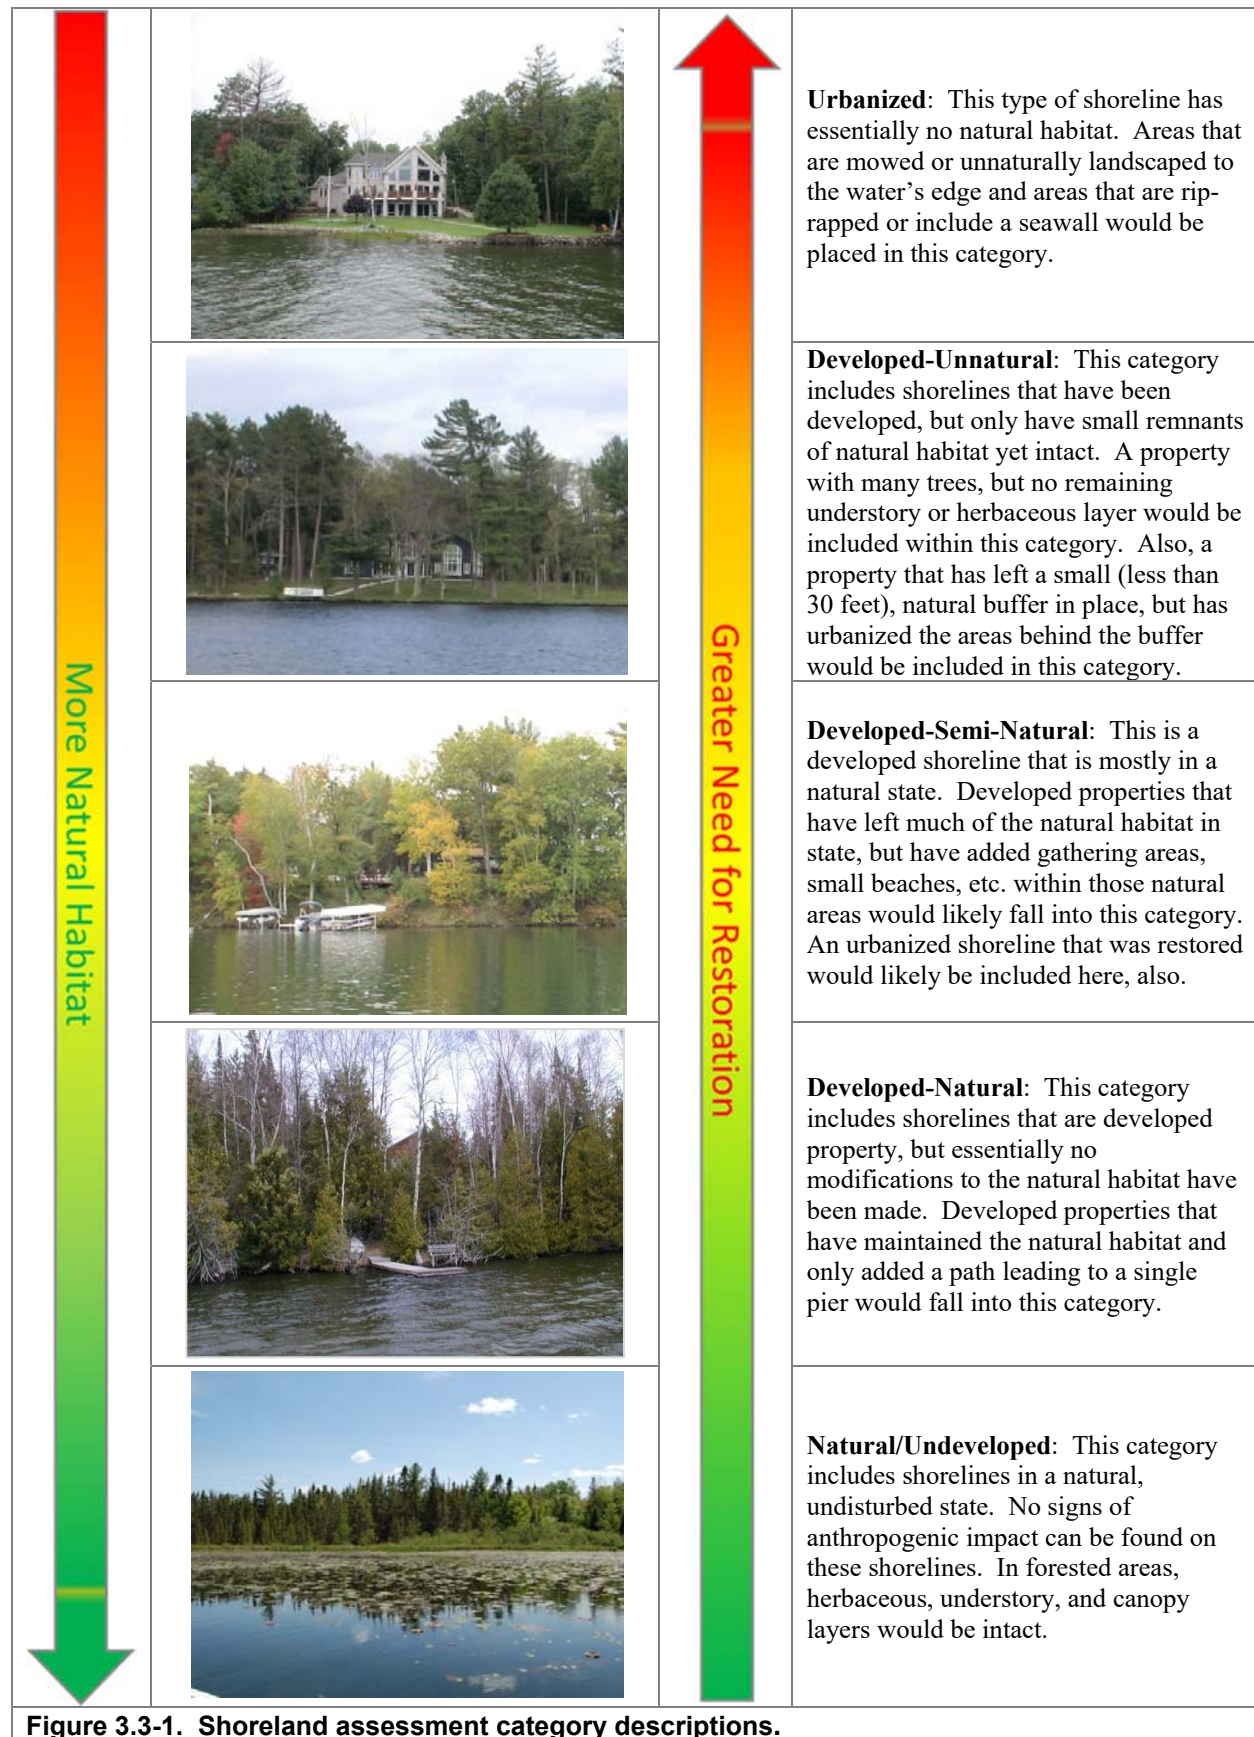 More Natural Habitat
Greater Need for Restoration
Urbanized: This type of shoreline has
essentially no natural habitat. Areas that
are mowed or unnaturally landscaped to
the water’s edge and areas that are rip-
rapped or include a seawall would be
placed in this category.
Developed-Unnatural: This category
includes shorelines that have been
developed, but only have small remnants
of natural habitat yet intact. A property
with many trees, but no remaining
understory or herbaceous layer would be
included within this category. Also, a
property that has left a small (less than
30 feet), natural buffer in place, but has
urbanized the areas behind the buffer
would be included in this category.
Developed-Semi-Natural: This is a
developed shoreline that is mostly in a
natural state. Developed properties that
have left much of the natural habitat in
state, but have added gathering areas,
small beaches, etc. within those natural
areas would likely fall into this category.
An urbanized shoreline that was restored
would likely be included here, also.
Developed-Natural: This category
includes shorelines that are developed
property, but essentially no
modifications to the natural habitat have
been made. Developed properties that
have maintained the natural habitat and
only added a path leading to a single
pier would fall into this category.
Natural/Undeveloped: This category
includes shorelines in a natural,
undisturbed state. No signs of
anthropogenic impact can be found on
these shorelines. In forested areas,
herbaceous, understory, and canopy
layers would be intact.
Figure 3.3-1. Shoreland assessment category descriptions.